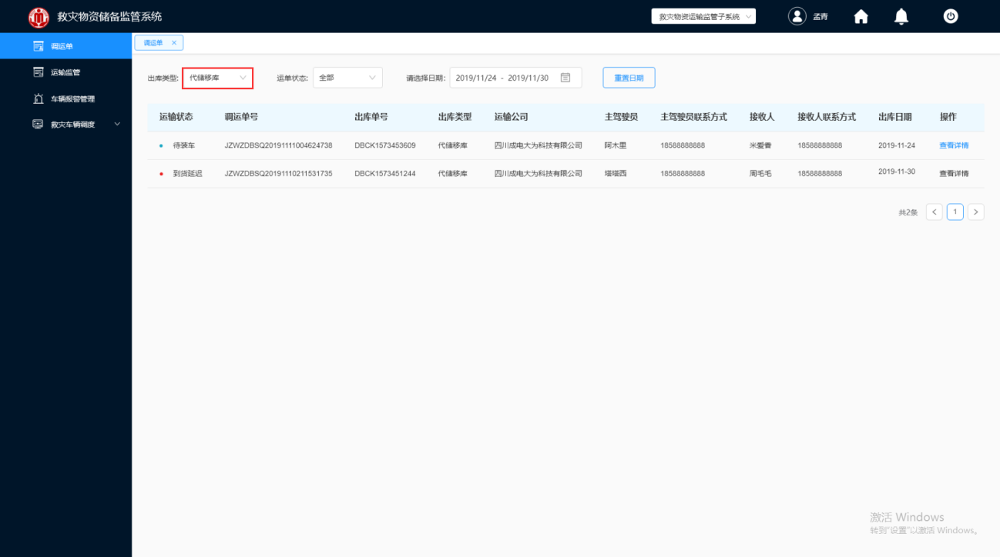 救灾物资储备监管系统
救灾物资运输监管子系统
孟青
调运单
运输监管
车辆报警管理
救灾车辆调度
调运单 ×
出库类型: 代储移库 运单状态: 全部 请选择日期: 2019/11/24 - 2019/11/30 重置日期
运输状态 调运单号 出库单号 出库类型 运输公司 主驾驶员 主驾驶员联系方式 接收人 接收人联系方式 出库日期 操作
待装车 JZWZDBSQ20191111004624738 DBCK1573453609 代储移库 四川成电大为科技有限公司 阿木里 18588888888 米爱香 18588888888 2019-11-24 查看详情
到货延迟 JZWZDBSQ20191110211531735 DBCK1573451244 代储移库 四川成电大为科技有限公司 塔塔西 18588888888 周毛毛 18588888888 2019-11-30 查看详情
共2条 < 1 >
激活 Windows
转到"设置"以激活 Windows。